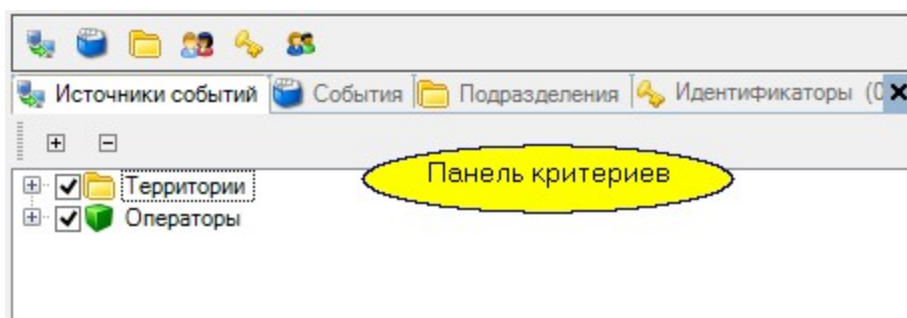 Источники событий События Подразделения Идентификаторы (0
Панель критериев
Территории
Операторы